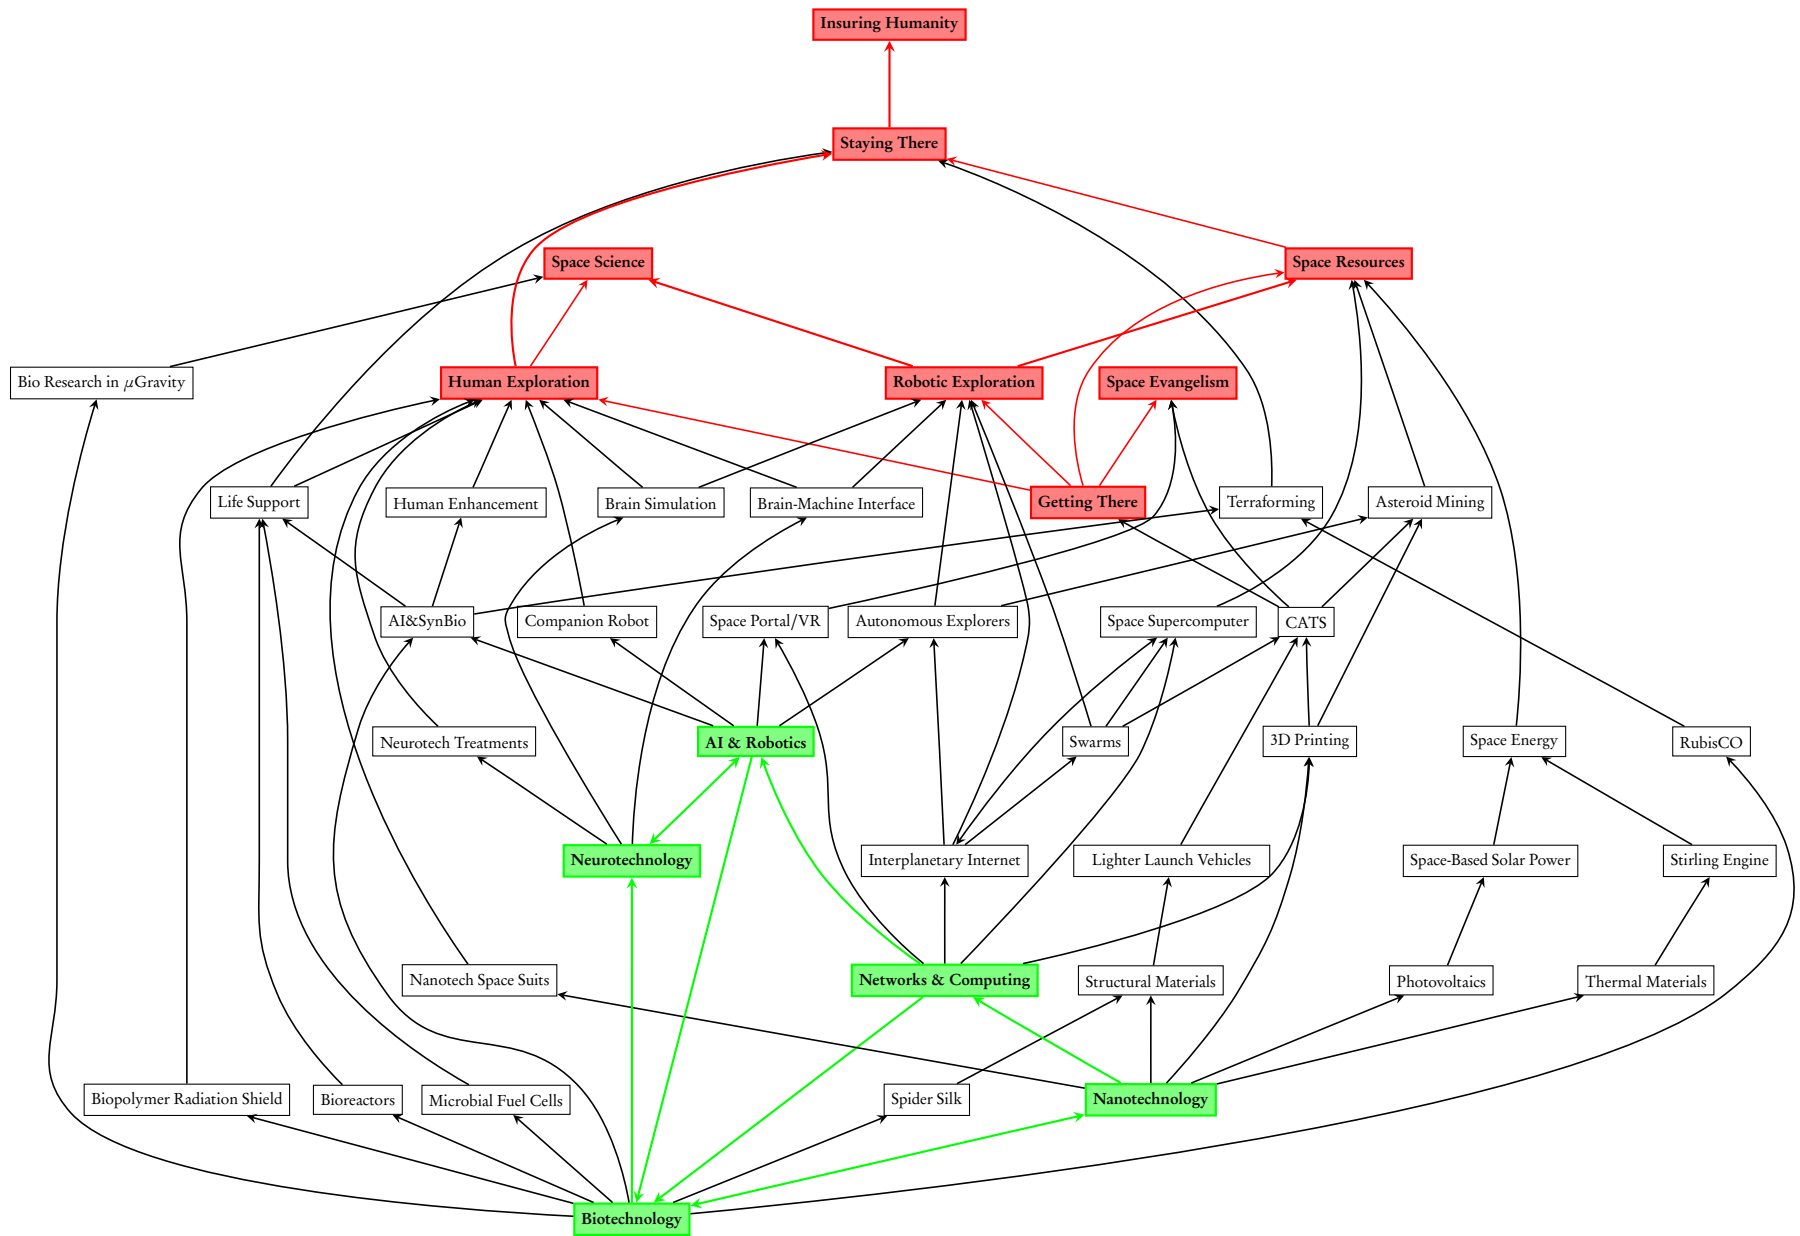 Insuring Humanity
Staying There
Space Science
Space Resources
Bio Research in μGravity
Human Exploration
Robotic Exploration
Space Evangelism
Life Support
Human Enhancement
Brain Simulation
Brain-Machine Interface
Getting There
Terraforming
Asteroid Mining
AI&SynBio
Companion Robot
Space Portal/VR
Autonomous Explorers
Space Supercomputer
CATS
Neurotech Treatments
AI & Robotics
Swarms
3D Printing
Space Energy
RubisCO
Neurotechnology
Interplanetary Internet
Lighter Launch Vehicles
Space-Based Solar Power
Stirling Engine
Nanotech Space Suits
Networks & Computing
Structural Materials
Photovoltaics
Thermal Materials
Biopolymer Radiation Shield
Bioreactors
Microbial Fuel Cells
Spider Silk
Nanotechnology
Biotechnology